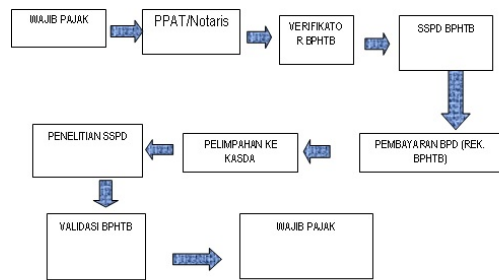 WAJIB PAJAK
PPAT/Notaris
VERIFIKATO
R BPHTB
SSPD BPHTB
PEMBAYARAN BPD (REK.
BPHTB)
PELIMPAHAN KE
KASDA
PENELITIAN SSPD
VALIDASI BPHTB
WAJIB PAJAK